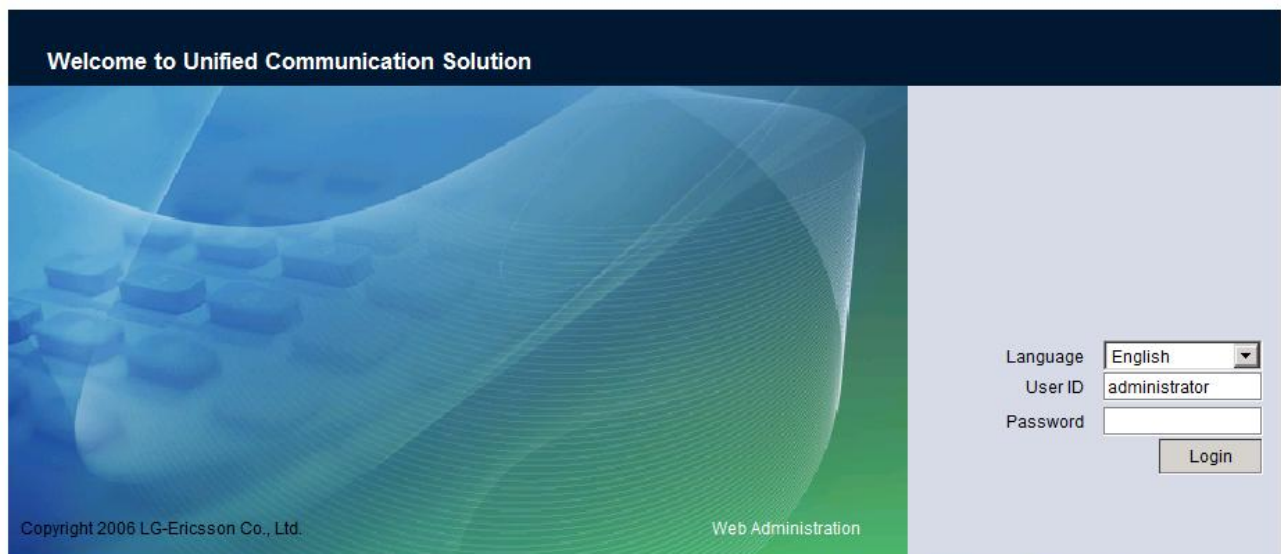 Welcome to Unified Communication Solution
Language English
User ID administrator
Password
Login
Copyright 2006 LG-Ericsson Co., Ltd.
Web Administration